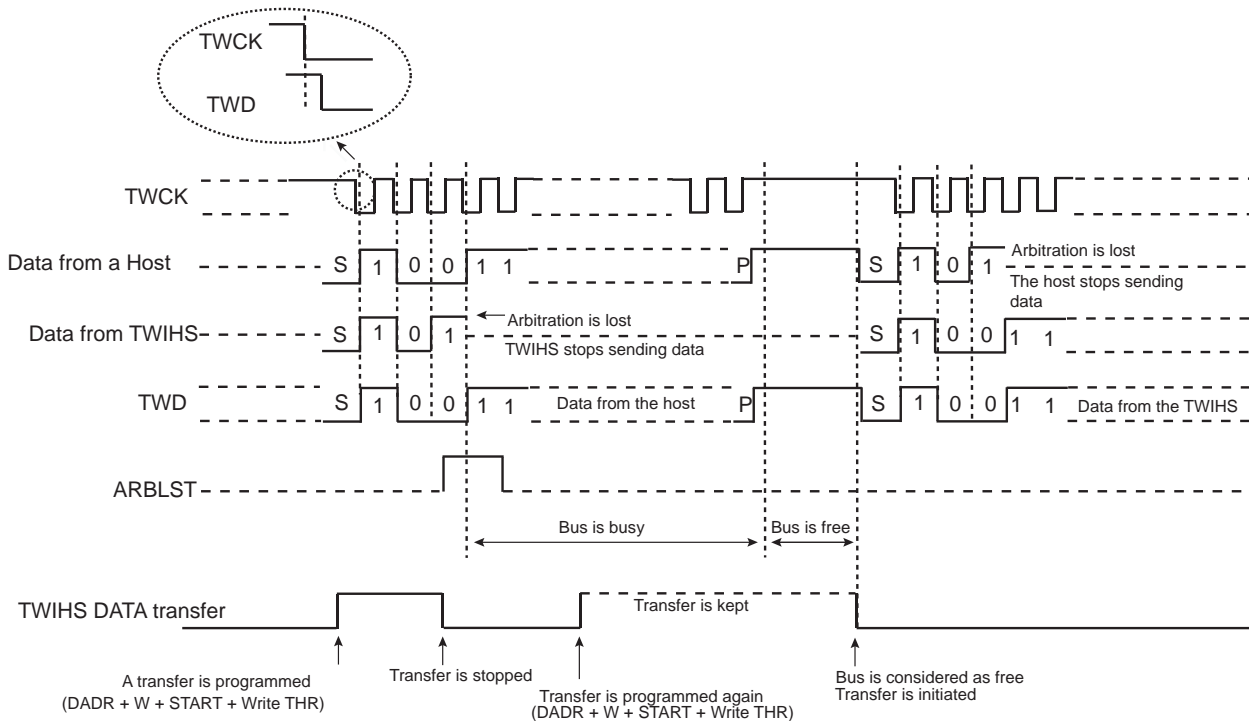 TWCK
TWD
TWCK
Data from a Host
S 1 0 0 1 1
P
S 1 0 1
Arbitration is lost
The host stops sending
data
Data from TWIHS
S 1 0 1
Arbitration is lost
TWIHS stops sending data
S 1 0 0 1 1
TWD
S 1 0 0 1 1
Data from the host
P
S 1 0 0 1 1
Data from the TWIHS
ARBLST
Bus is busy
Bus is free
TWIHS DATA transfer
Transfer is kept
A transfer is programmed
(DADR + W + START + Write THR)
Transfer is stopped
Transfer is programmed again
(DADR + W + START + Write THR)
Bus is considered as free
Transfer is initiated